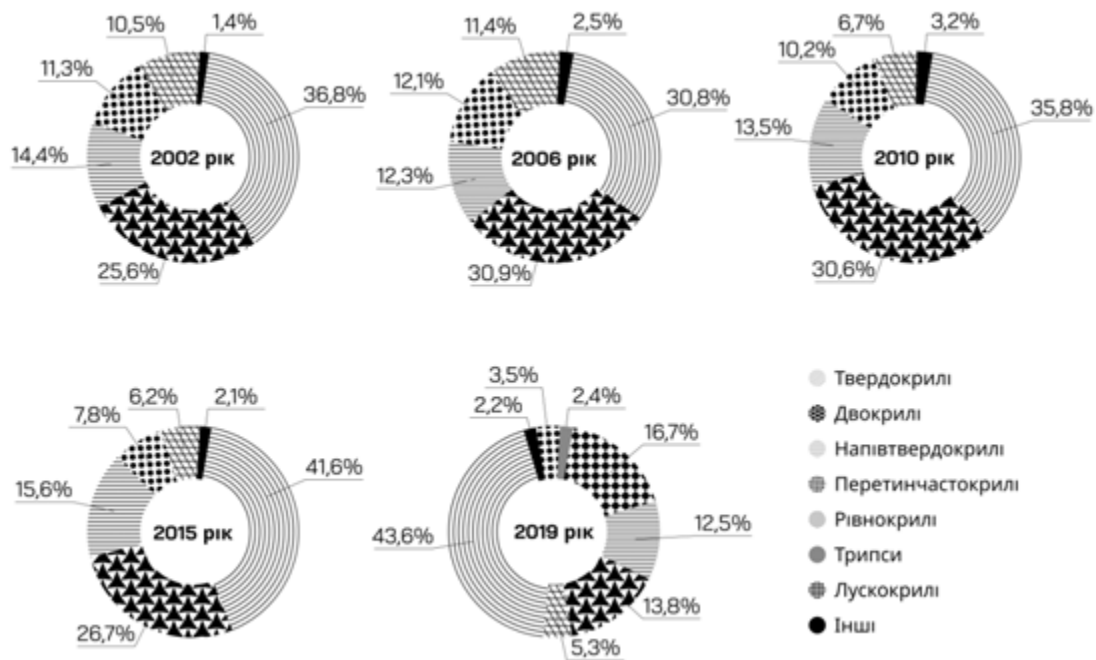 10,5%
1,4%
11,3%
36,8%
14,4%
2002 рік
25,6%
11,4%
2,5%
12,1%
30,8%
12,3%
2006 рік
30,9%
6,7%
3,2%
10,2%
35,8%
13,5%
2010 рік
30,6%
6,2%
2,1%
7,8%
41,6%
15,6%
2015 рік
26,7%
3,5%
2,4%
2,2%
16,7%
43,6%
2019 рік
12,5%
13,8%
5,3%
Твердокрилі
Двокрилі
Напівтвердокрилі
Перетинчастокрилі
Рівнокрилі
Трипси
Лускокрилі
Інші